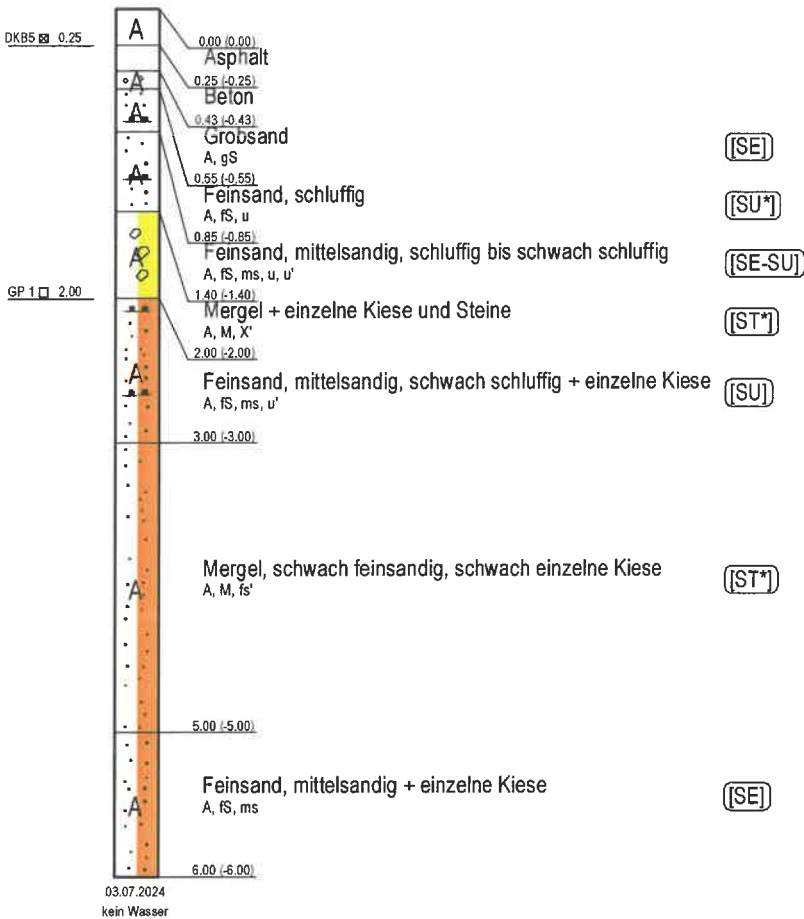 A
DKB5 0.25
0.00 (0.00)
Asphalt
0.25 (-0.25)
Beton
A
0.43 (-0.43)
Grobsand
A, gS
[SE]
A
0.55 (-0.55)
Feinsand, schluffig
A, fS, u
[SU*]
A
0.85 (-0.85)
Feinsand, mittelsandig, schluffig bis schwach schluffig
A, fS, ms, u, u'
[SE-SU]
A
GP 1 2.00
1.40 (-1.40)
Mergel + einzelne Kiese und Steine
A, M, X'
[ST*]
2.00 (-2.00)
A
Feinsand, mittelsandig, schwach schluffig + einzelne Kiese
A, fS, ms, u'
[SU]
3.00 (-3.00)
Mergel, schwach feinsandig, schwach einzelne Kiese
A, M, fs'
[ST*]
A
5.00 (-5.00)
Feinsand, mittelsandig + einzelne Kiese
A, fS, ms
[SE]
A
6.00 (-6.00)
03.07.2024
kein Wasser